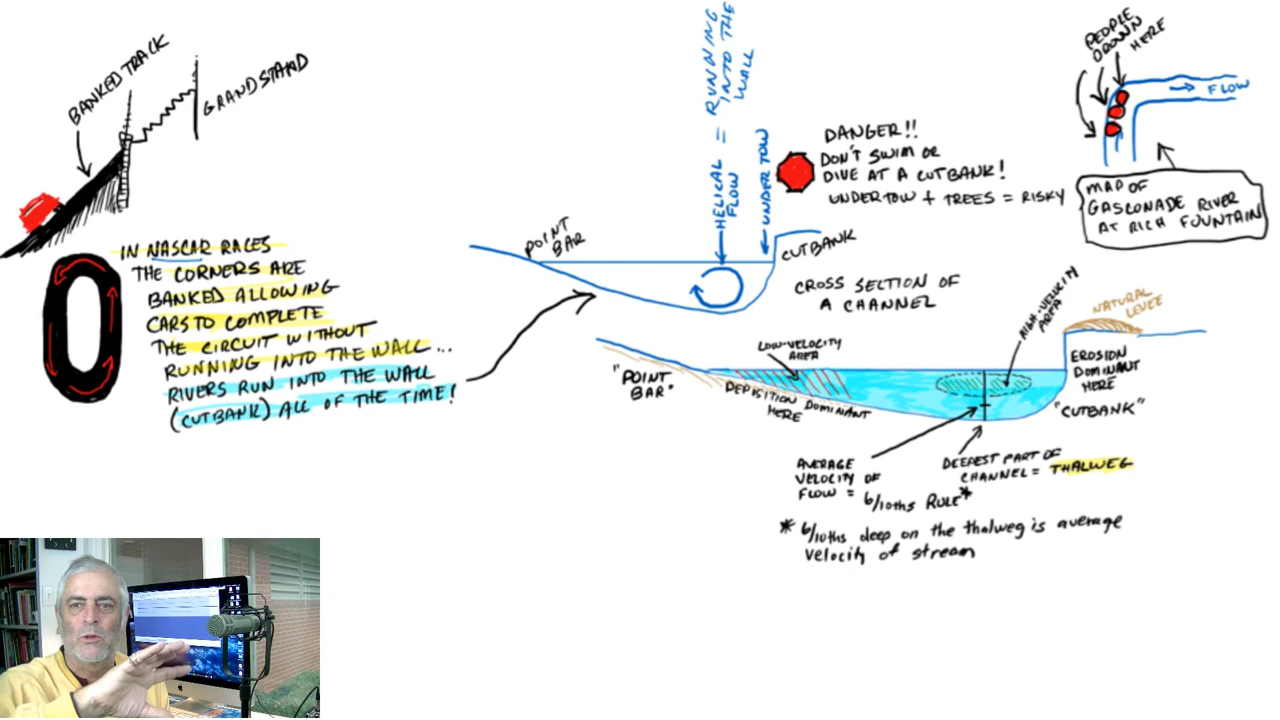 BANKED TRACK
GRANDSTAND
IN NASCAR RACES
THE CORNERS ARE
BANKED ALLOWING
CARS TO COMPLETE
THE CIRCUIT WITHOUT
RUNNING INTO THE WALL...
RIVERS RUN INTO THE WALL
(CUTBANK) ALL OF THE TIME!
HELICAL
FLOW
= RUNNING
INTO THE
WALL
UNDERTOW
POINT
BAR
CUTBANK
CROSS SECTION OF
A CHANNEL
DANGER!!
DON'T SWIM OR
DIVE AT A CUTBANK!
UNDERTOW + TREES = RISKY
PEOPLE
DROWN
HERE
FLOW
MAP OF
GASCONADE RIVER
AT RICH FOUNTAIN
LOW-VELOCITY
AREA
HIGH-VELOCITY
AREA
NATURAL
LEVEE
"POINT
BAR"
DEPOSITION DOMINANT
HERE
EROSION
DOMINANT
HERE
"CUTBANK"
AVERAGE
VELOCITY OF
FLOW = 6/10ths RULE*
DEEPEST PART OF
CHANNEL = THALWEG
* 6/10ths deep on the thalweg is average
velocity of stream